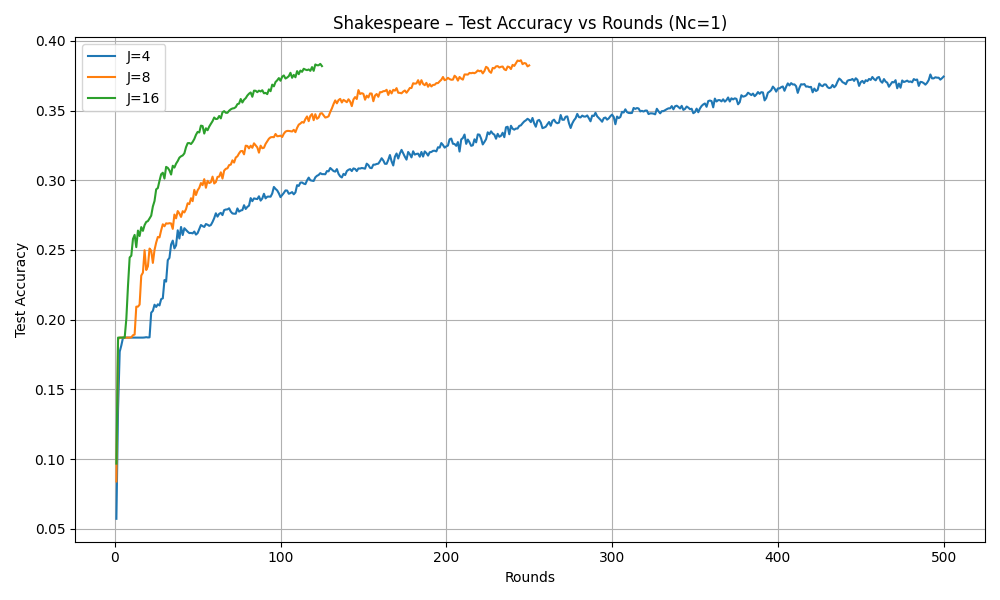 Shakespeare – Test Accuracy vs Rounds (Nc=1)
J=4
J=8
J=16
Test Accuracy
0.40
0.35
0.30
0.25
0.20
0.15
0.10
0.05
0 100 200 300 400 500
Rounds